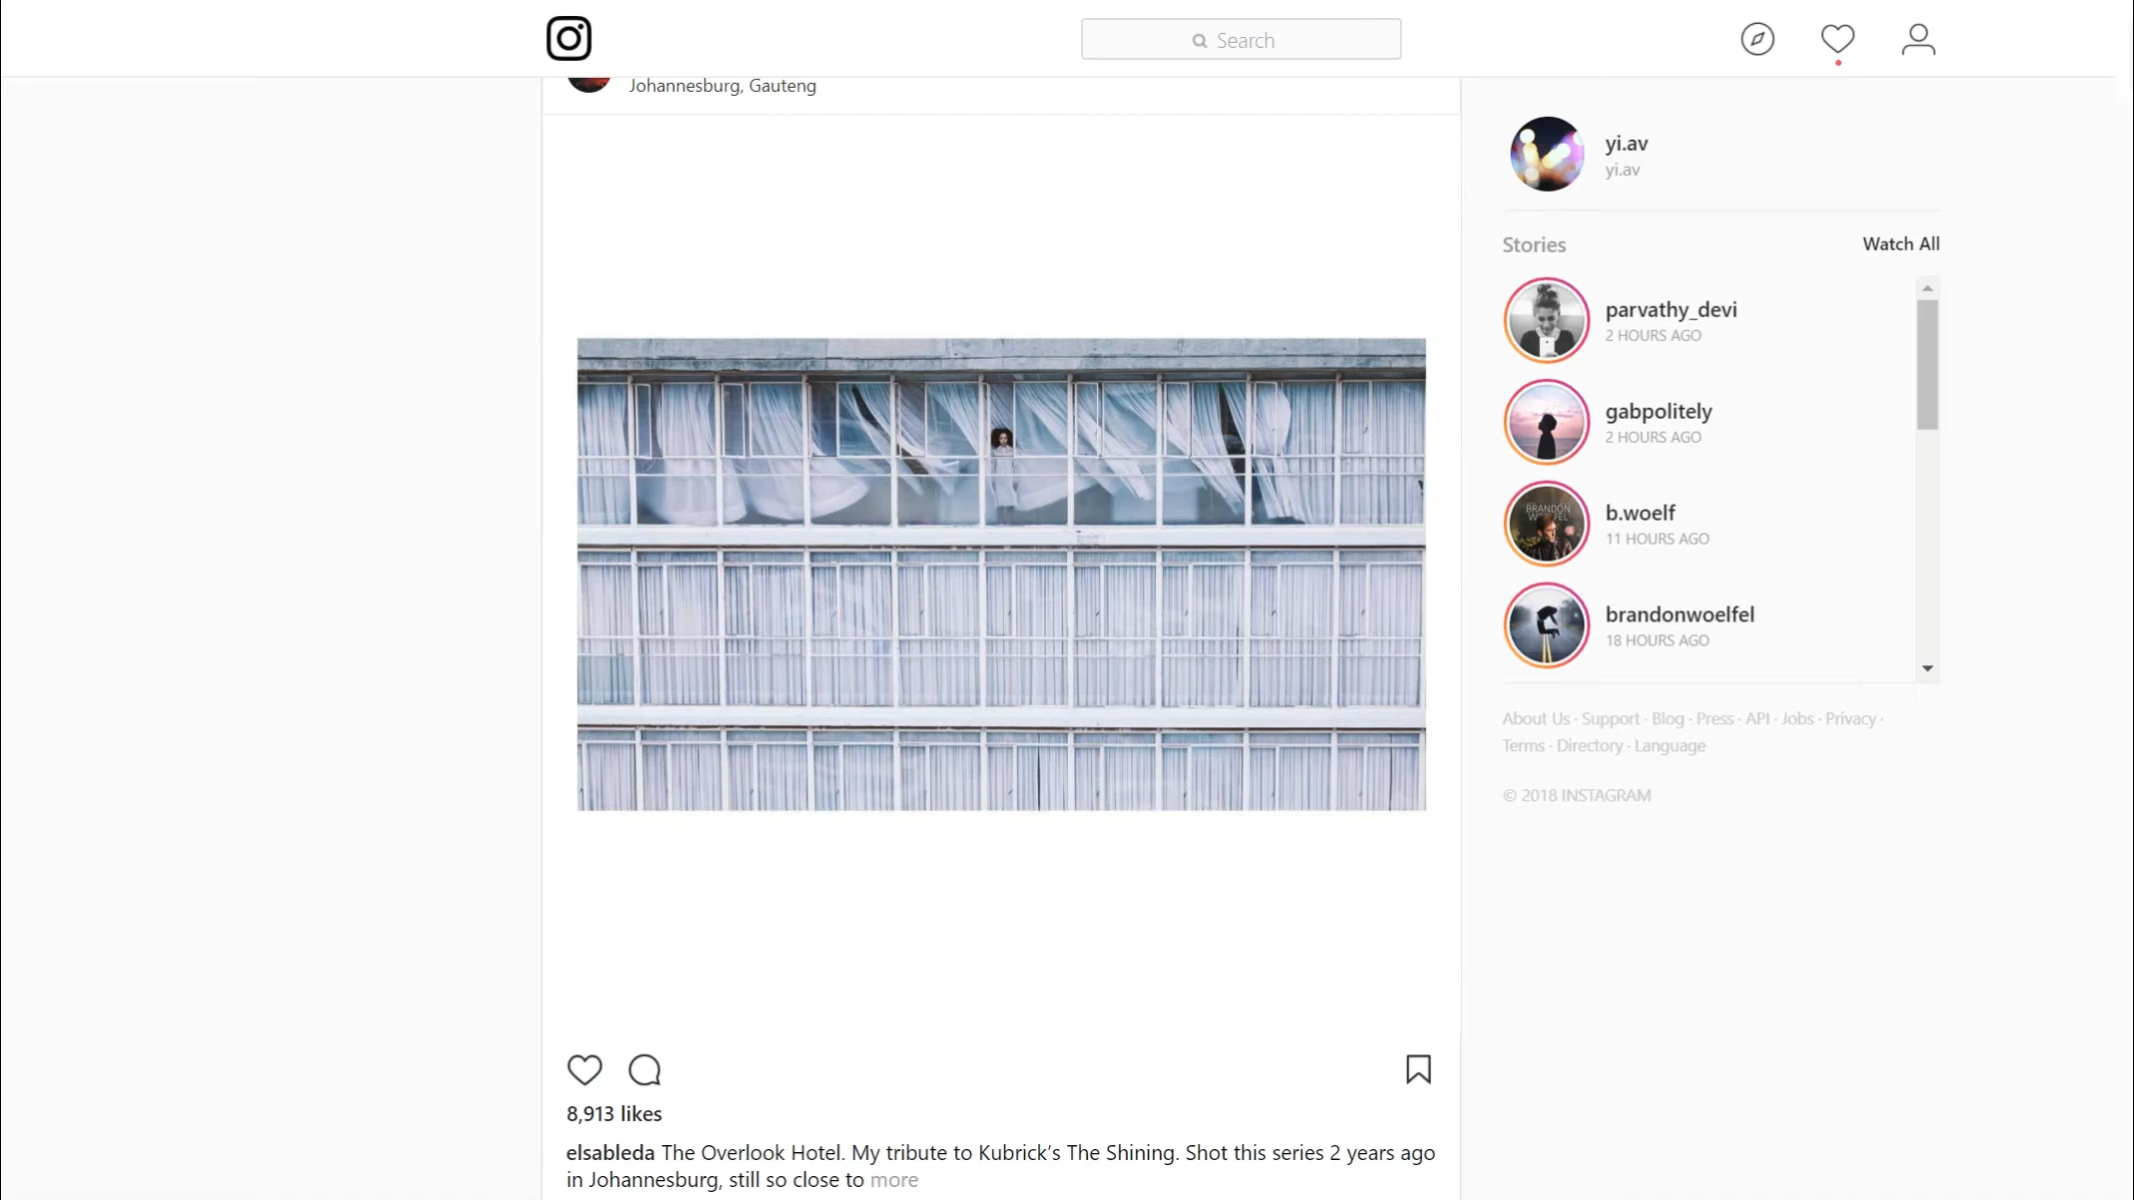 Search
Johannesburg, Gauteng
yi.av
yi.av
Stories
Watch All
parvathy_devi
2 HOURS AGO
gabpolitely
2 HOURS AGO
BRANDON
b.woelf
11 HOURS AGO
brandonwoelfel
18 HOURS AGO
About Us · Support · Blog · Press · API · Jobs · Privacy ·
Terms · Directory · Language
© 2018 INSTAGRAM
8,913 likes
elsableda The Overlook Hotel. My tribute to Kubrick’s The Shining. Shot this series 2 years ago
in Johannesburg, still so close to more